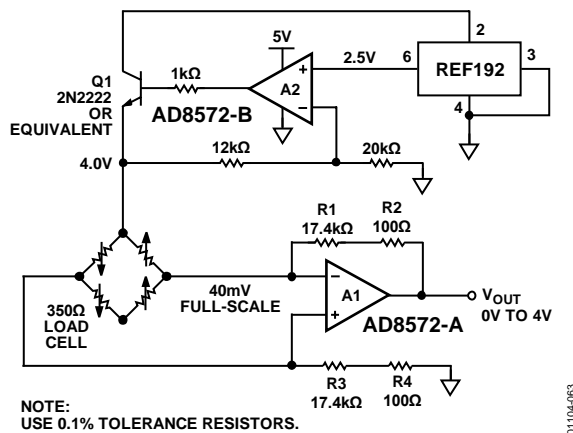 2
5V
6
REF192
3
2.5V
Q1
2N2222
OR
EQUIVALENT
1kΩ
+
A2
–
4
AD8572-B
4.0V
12kΩ
20kΩ
R1
17.4kΩ
R2
100Ω
350Ω
LOAD
CELL
40mV
FULL-SCALE
–
A1
+
AD8572-A
VOUT
0V TO 4V
R3
17.4kΩ
R4
100Ω
NOTE:
USE 0.1% TOLERANCE RESISTORS.
01104-063